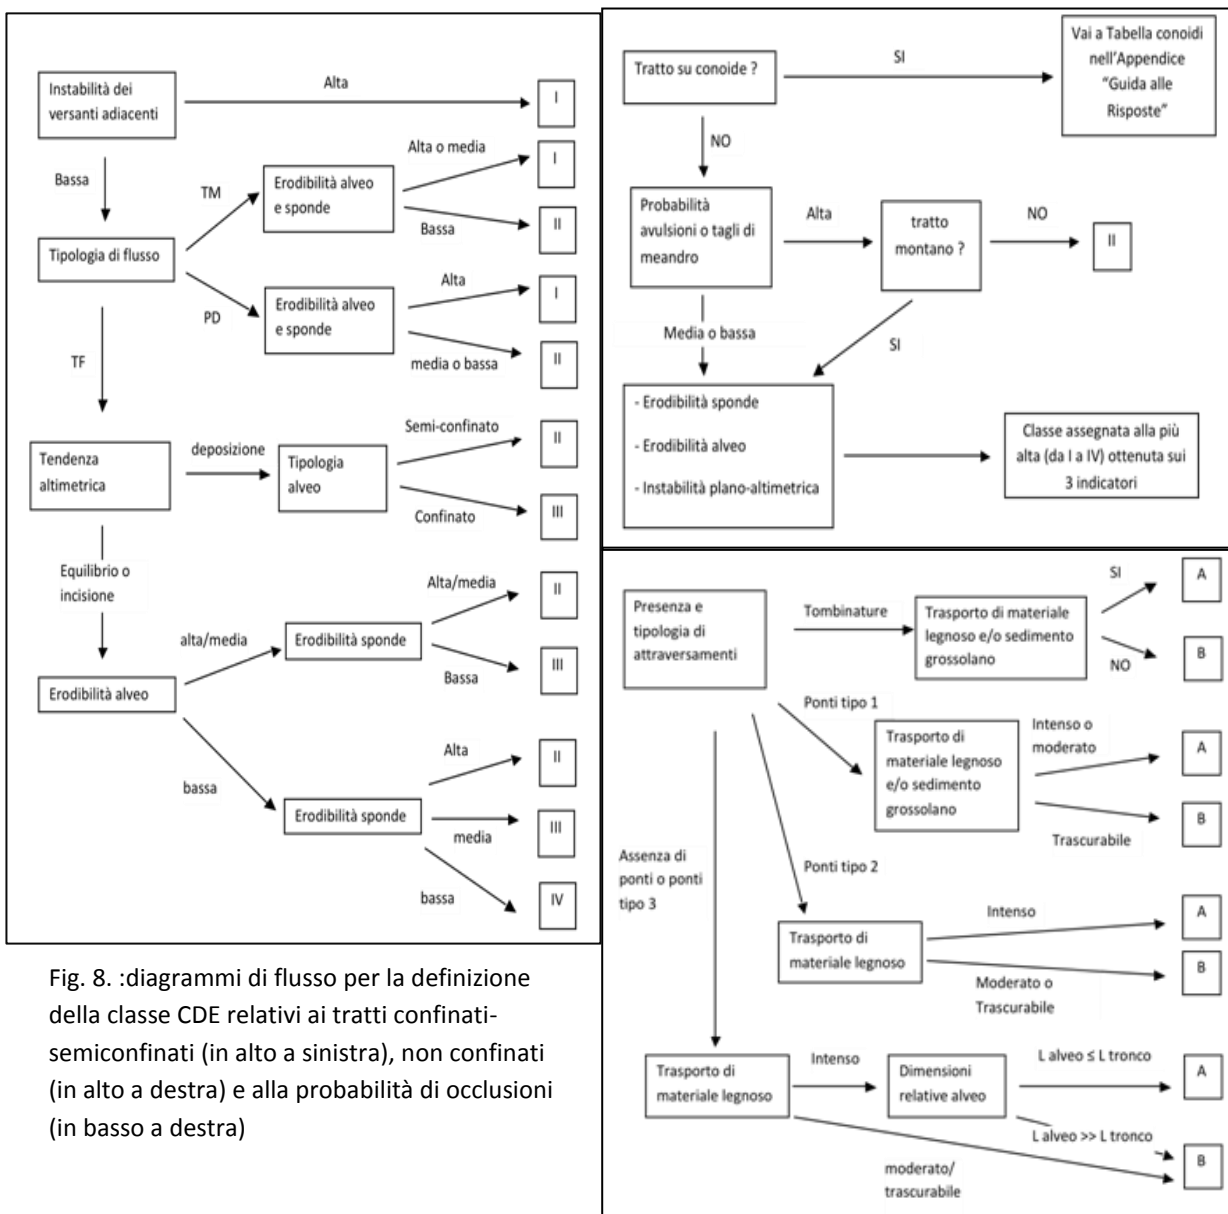 Instabilità dei
versanti adiacenti
Alta
I
Bassa
TM
Erodibilità alveo
e sponde
Alta o media
I
Bassa
II
Tipologia di flusso
PD
Erodibilità alveo
e sponde
Alta
I
media o bassa
II
TF
Tendenza
altimetrica
deposizione
Tipologia
alveo
Semi-confinato
II
Confinato
III
Equilibrio o
incisione
Erodibilità alveo
alta/media
Erodibilità sponde
Alta/media
II
Bassa
III
bassa
Erodibilità sponde
Alta
II
media
III
bassa
IV
Fig. 8. :diagrammi di flusso per la definizione
della classe CDE relativi ai tratti confinati-
semiconfinati (in alto a sinistra), non confinati
(in alto a destra) e alla probabilità di occlusioni
(in basso a destra)
Tratto su conoide ?
SI
Vai a Tabella conoidi
nell'Appendice
"Guida alle
Risposte"
NO
Probabilità
avulsioni o tagli di
meandro
Alta
tratto
montano ?
NO
II
Media o bassa
SI
- Erodibilità sponde
- Erodibilità alveo
- Instabilità plano-altimetrica
Classe assegnata alla più
alta (da I a IV) ottenuta sui
3 indicatori
Presenza e
tipologia di
attraversamenti
Tombinature
Trasporto di materiale
legnoso e/o sedimento
grossolano
SI
A
NO
B
Ponti tipo 1
Trasporto di
materiale legnoso
e/o sedimento
grossolano
Intenso o
moderato
A
Trascurabile
B
Ponti tipo 2
Trasporto di
materiale legnoso
Intenso
A
Moderato o
Trascurabile
B
Assenza di
ponti o ponti
tipo 3
Trasporto di
materiale legnoso
Intenso
Dimensioni
relative alveo
L alveo ≤ L tronco
A
L alveo >> L tronco
B
moderato/
trascurabile